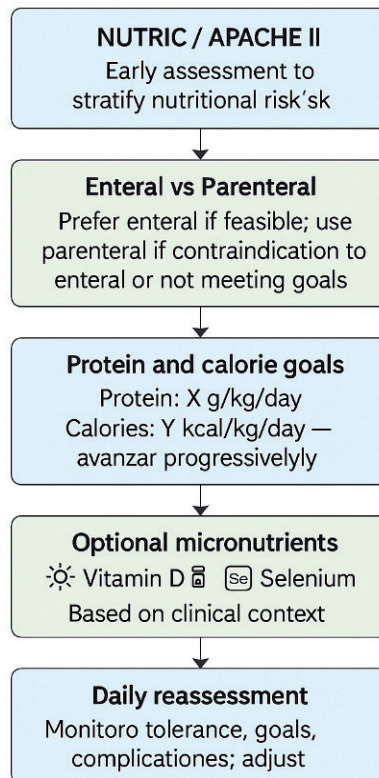 NUTRIC / APACHE II
Early assessment to
stratify nutritional risk'sk
Enteral vs Parenteral
Prefer enteral if feasible; use
parenteral if contraindication to
enteral or not meeting goals
Protein and calorie goals
Protein: X g/kg/day
Calories: Y kcal/kg/day —
avanzar progressivelyly
Optional micronutrients
Vitamin D Se Selenium
Based on clinical context
Daily reassessment
Monitoro tolerance, goals,
complicationes; adjust